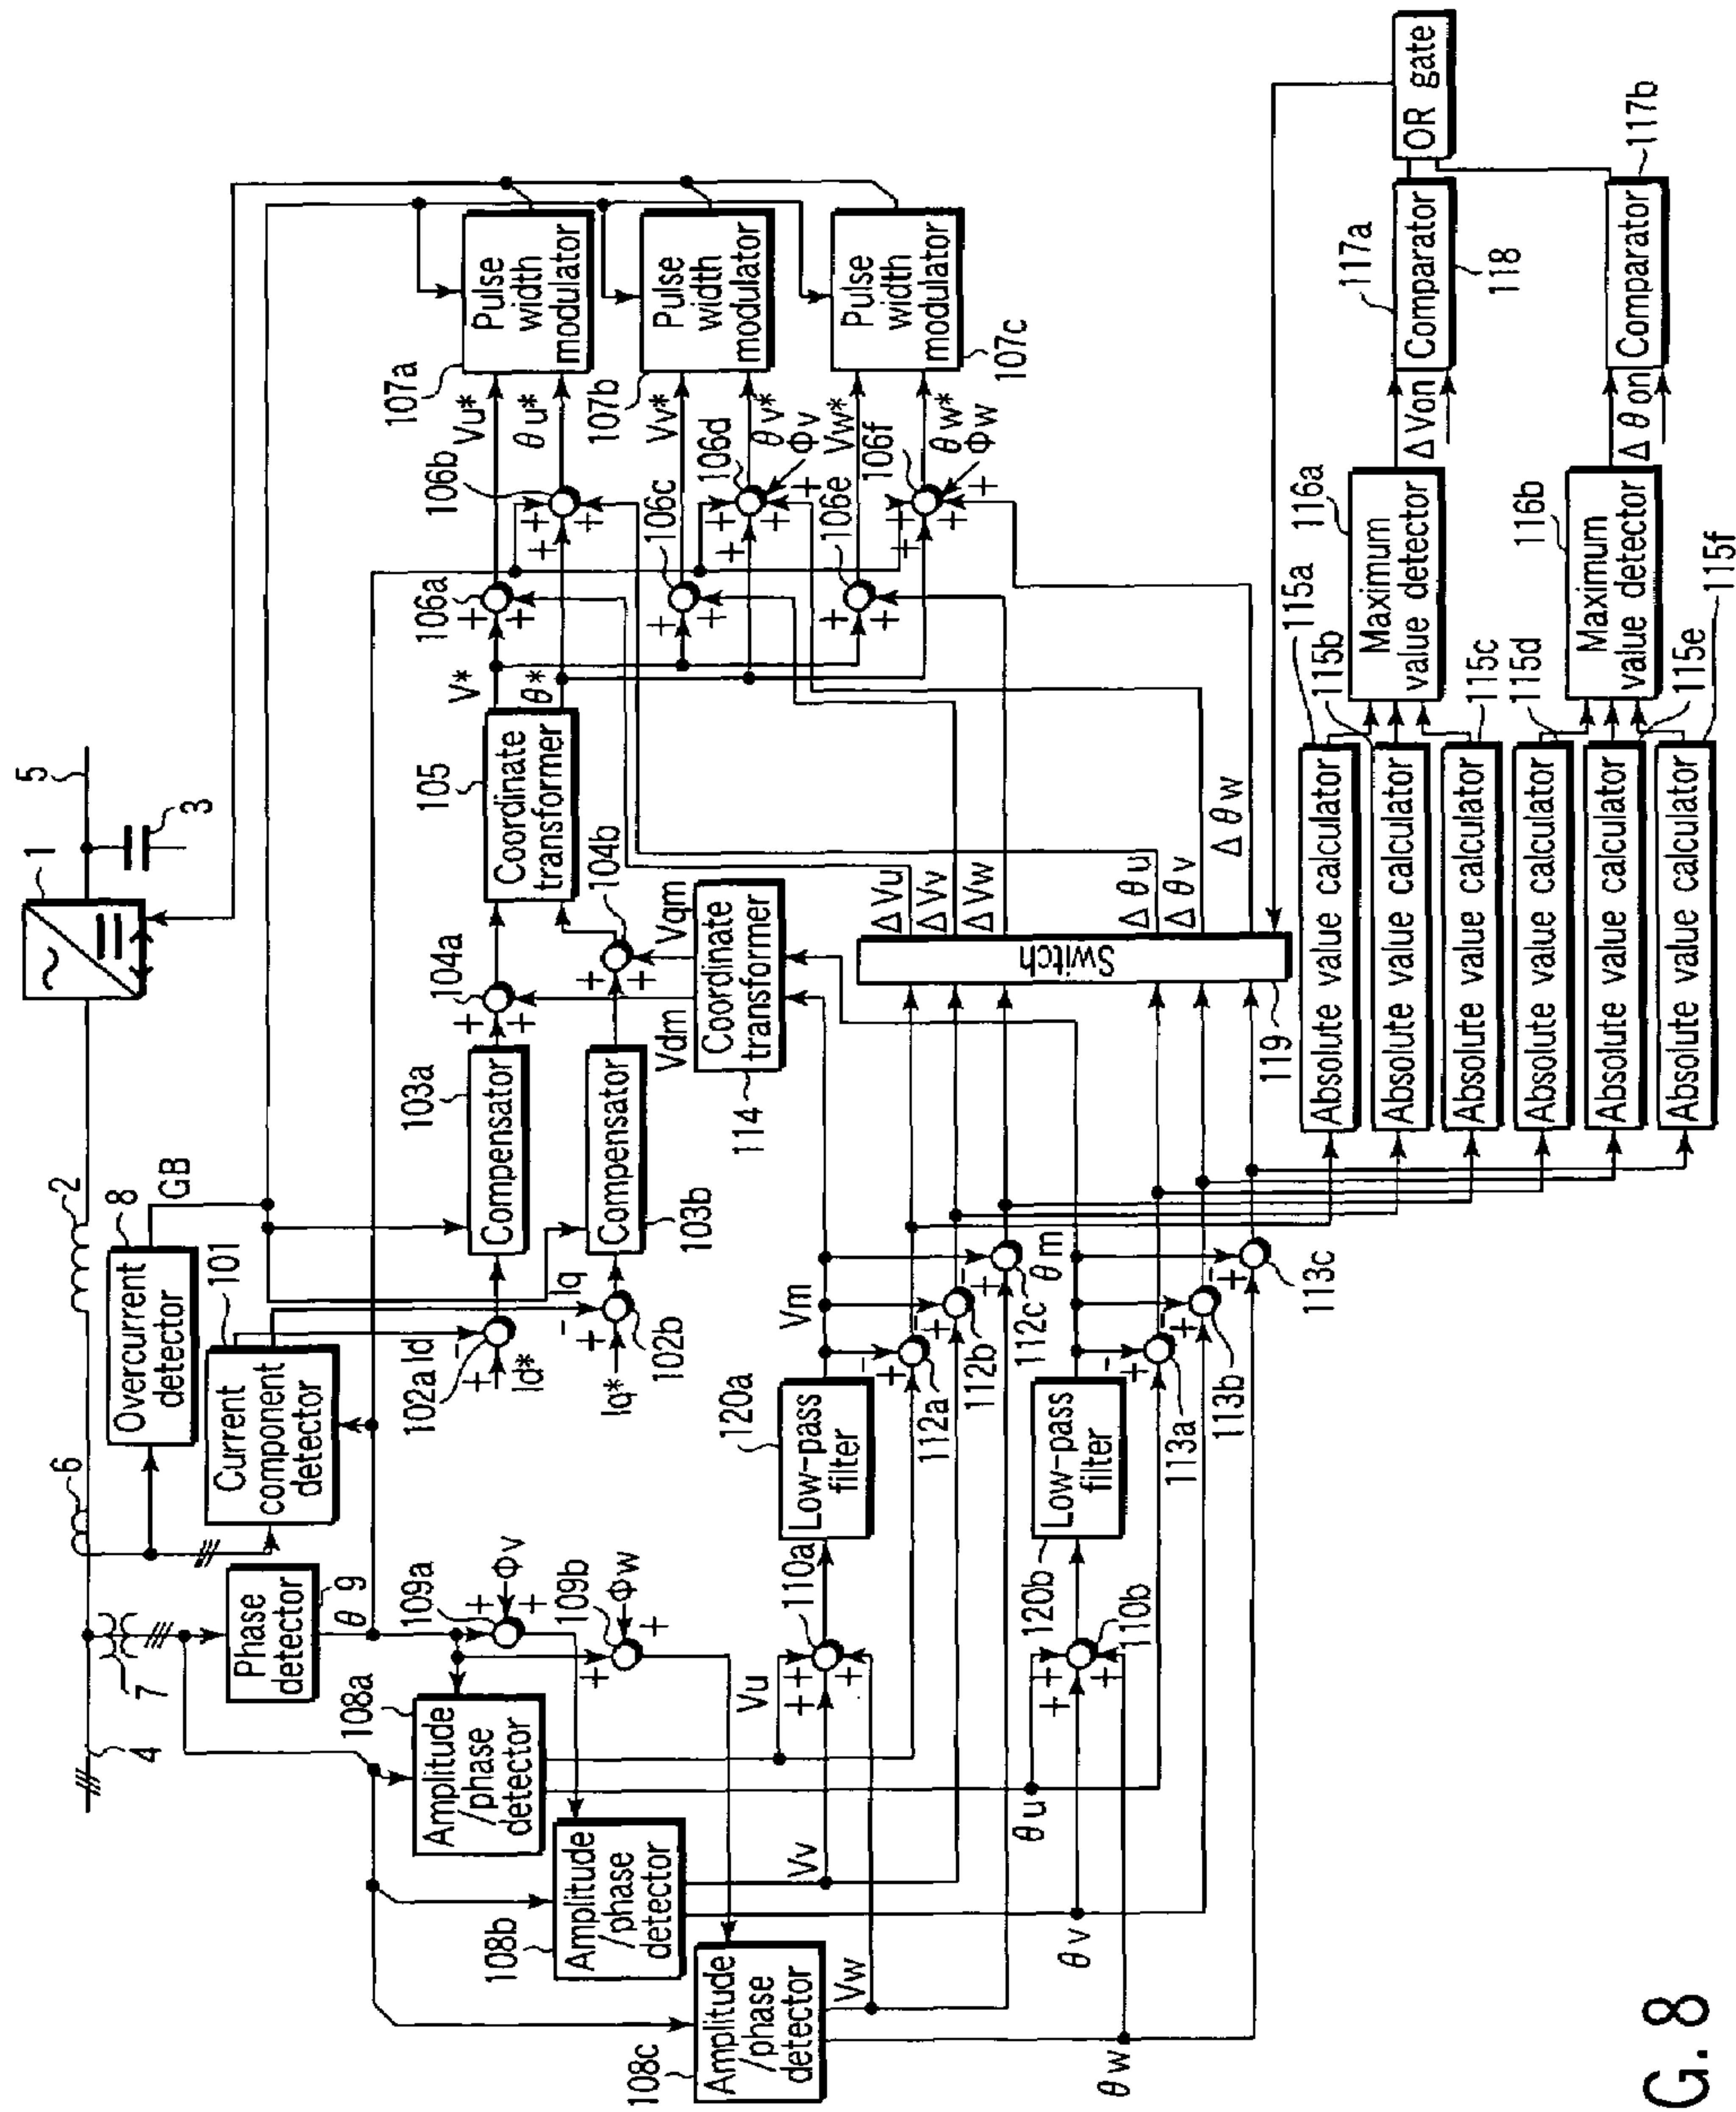 1
5
3
2
8
Overcurrent
detector
GB
6
101
Current
component
detector
7
4
Phase
detector
9
θ
109a
Φv
+
+
109b
Φw
+
+
108a
Amplitude
/phase
detector
108b
Amplitude
/phase
detector
108c
Amplitude
/phase
detector
102a
Id
Id*
+
-
Iq
Iq*
+
-
102b
103a
Compensator
Compensator
103b
104a
+
+
104b
+
+
Vdm
Vqm
Coordinate
transformer
114
105
Coordinate
transformer
V*
θ*
106a
+
+
106b
+
+
+
106c
+
+
106d
+
+
+
+
106e
+
+
106f
+
+
+
+
Vu*
θu*
Vv*
θv*
Φv
Vw*
θw*
Φw
107a
Pulse
width
modulator
107b
Pulse
width
modulator
Pulse
width
modulator
107c
Vu
Vv
Vw
θu
θv
θw
110a
+
+
+
110b
+
+
+
120a
Low-pass
filter
120b
Low-pass
filter
Vm
θm
112a
+
-
112b
+
-
112c
+
-
113a
+
-
113b
+
-
113c
+
-
Switch
119
ΔVu
ΔVv
ΔVw
Δθu
Δθv
Δθw
115a
Absolute value calculator
115b
Absolute value calculator
115c
Absolute value calculator
115d
Absolute value calculator
115e
Absolute value calculator
115f
Absolute value calculator
116a
Maximum
value detector
116b
Maximum
value detector
ΔVon
Δθon
117a
Comparator
118
Comparator
117b
OR gate
G. 8